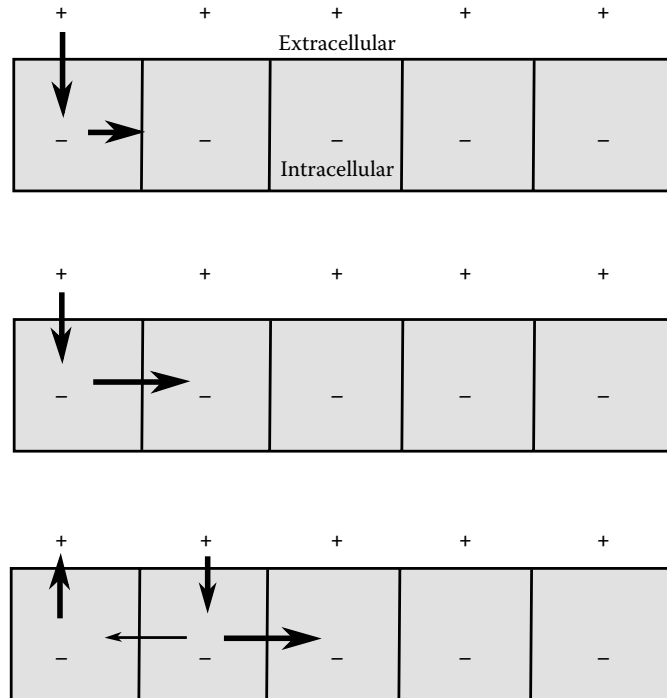 + + + + +
Extracellular
– – – – –
Intracellular
+ + + + +
– – – – –
+ + + + +
– – – – –